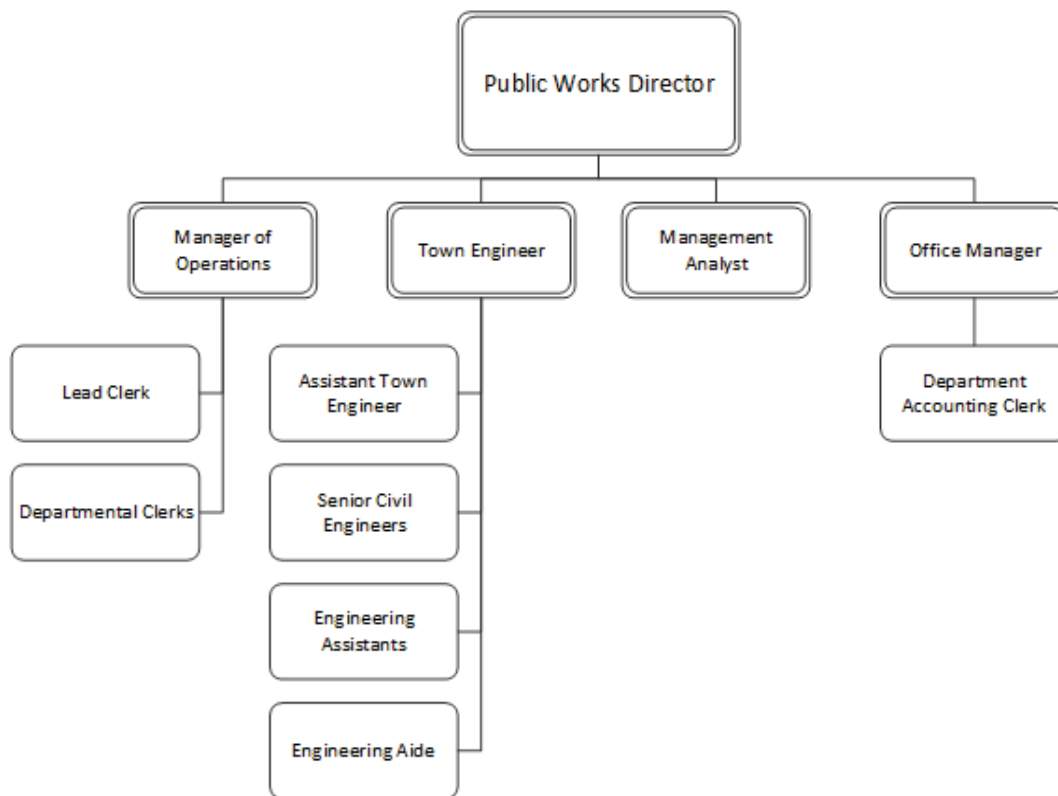 Public Works Director
Manager of
Operations
Town Engineer
Management
Analyst
Office Manager
Lead Clerk
Departmental Clerks
Assistant Town
Engineer
Senior Civil
Engineers
Engineering
Assistants
Engineering Aide
Department
Accounting Clerk